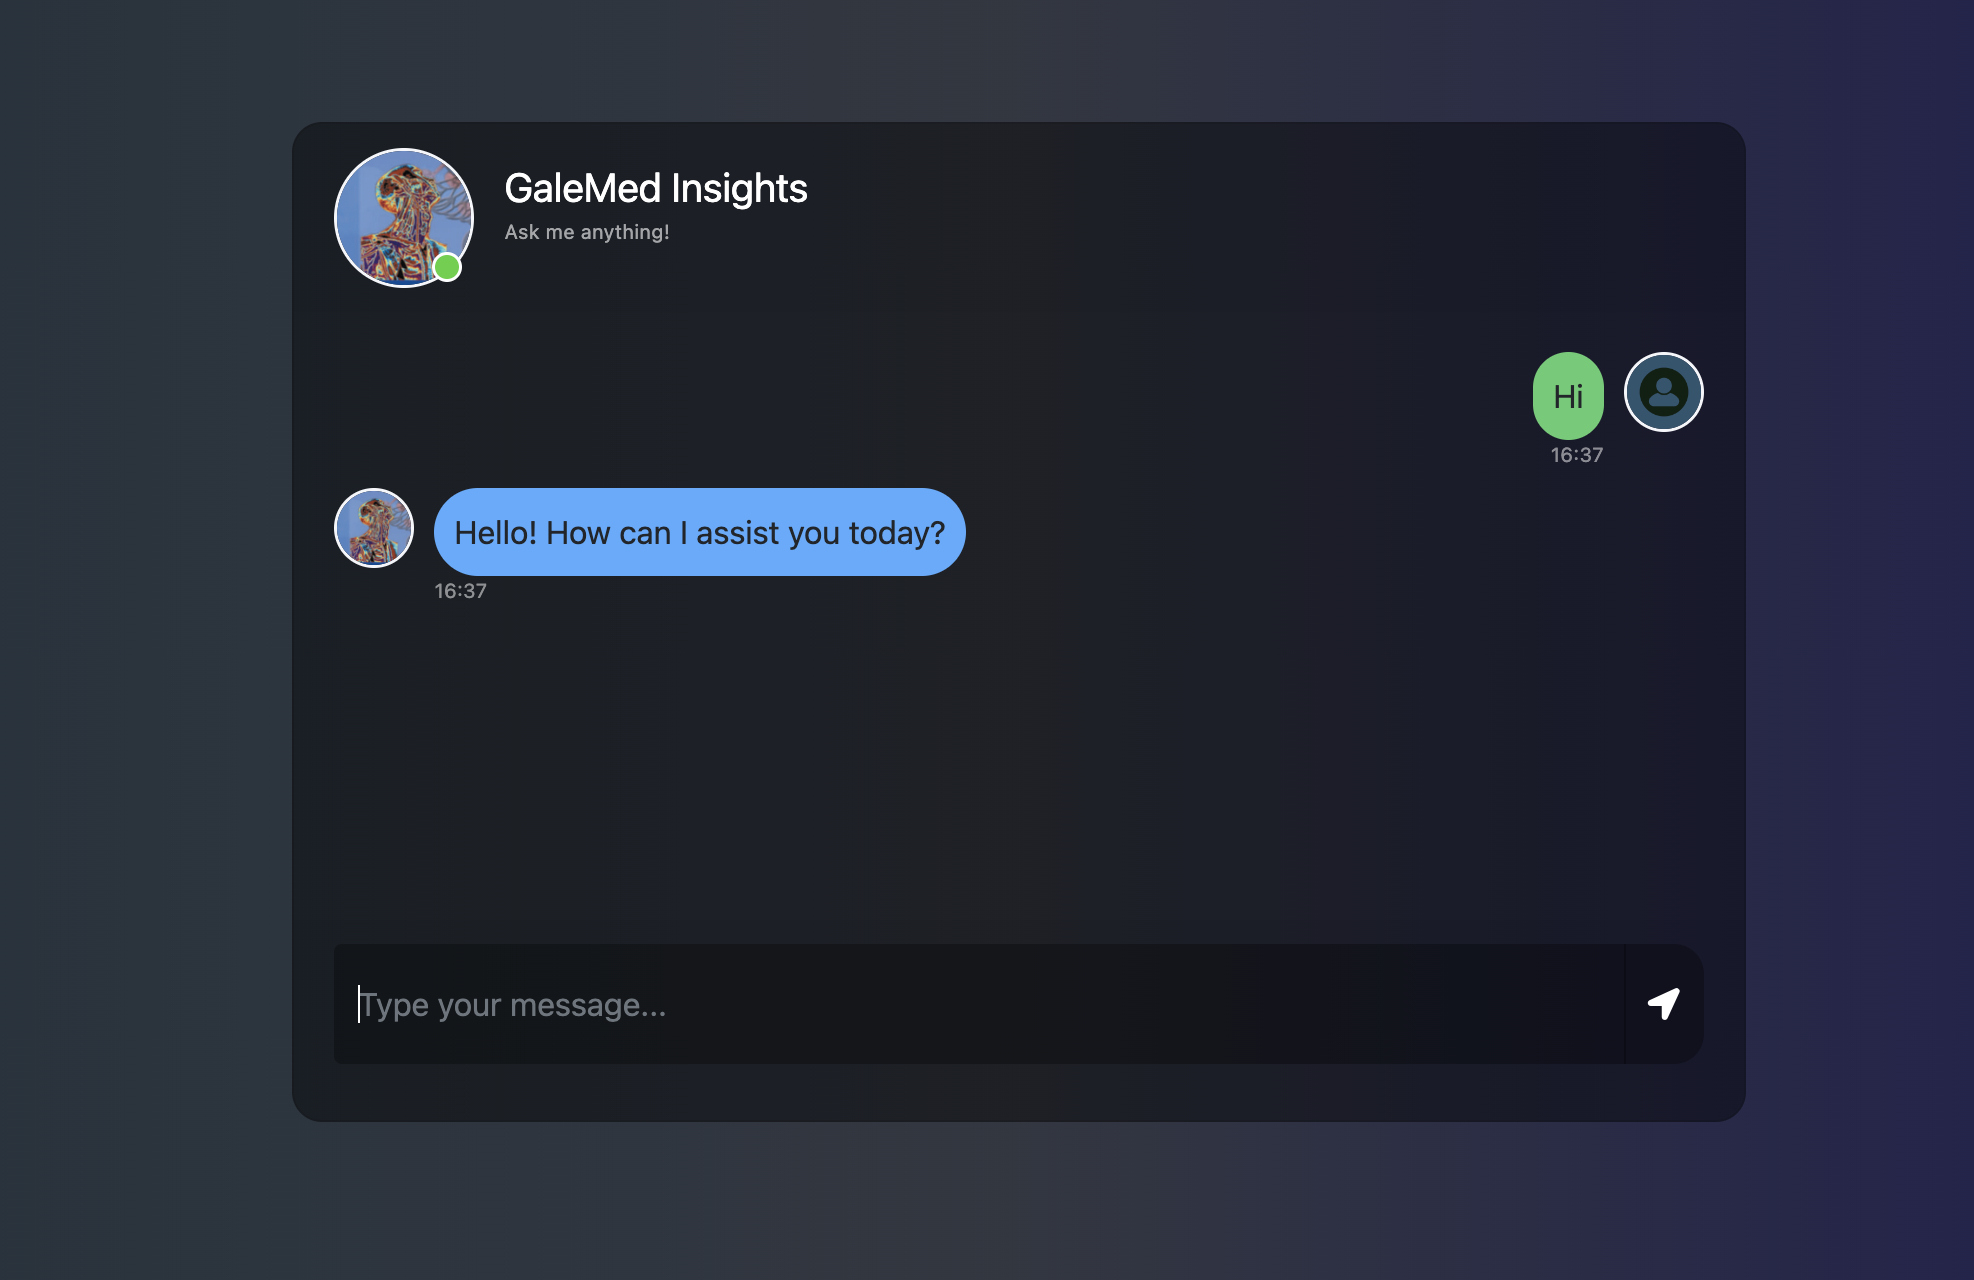 GaleMed Insights
Ask me anything!
Hi
16:37
Hello! How can I assist you today?
16:37
Type your message...